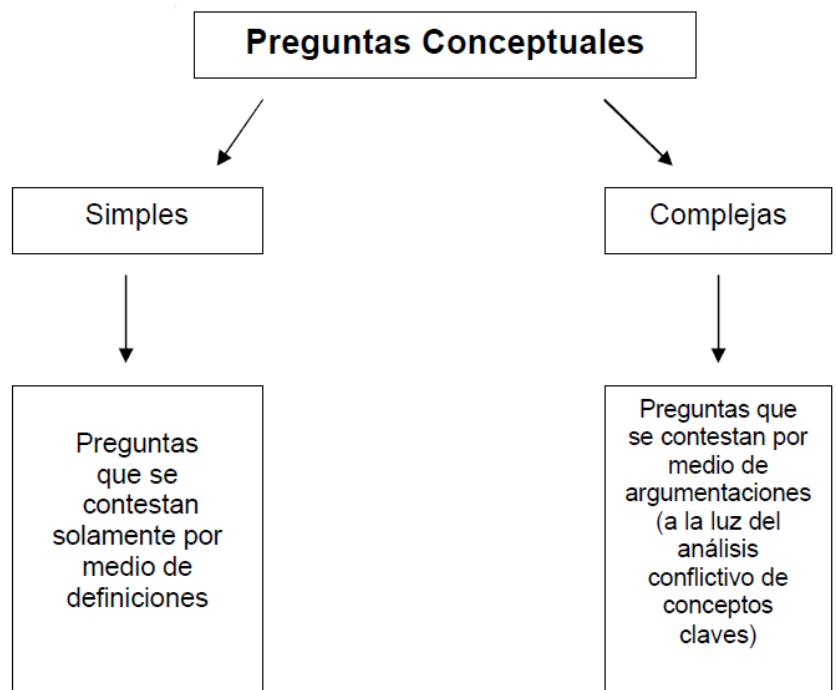 Preguntas Conceptuales
Simples
Complejas
Preguntas
que se
contestan
solamente por
medio de
definiciones
Preguntas que
se contestan por
medio de
argumentaciones
(a la luz del
análisis
conflictivo de
conceptos
claves)